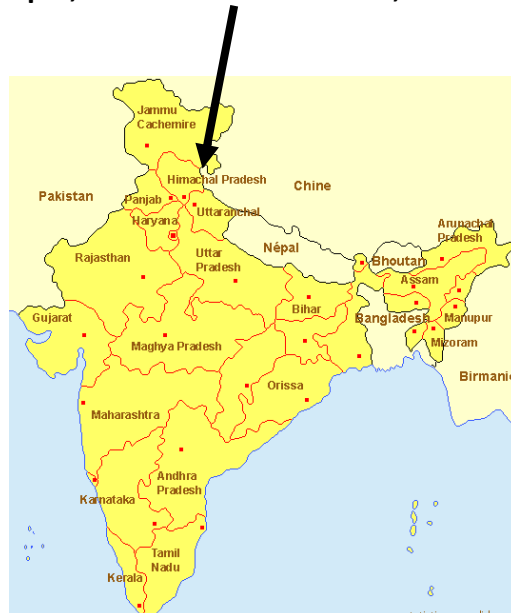 Jammu
Cachemire
Himachal Pradesh
Chine
Pakistan
Panjab
Uttaranchal
Haryana
Arunachal
Pradesh
Népal
Rajasthan
Uttar
Pradesh
Bhoutan
Assam
Gujarat
Bihar
Bangladesh
Manupur
Maghya Pradesh
Mizoram
Birmanie
Orissa
Maharashtra
Andhra
Pradesh
Karnataka
Tamil
Nadu
Kerala